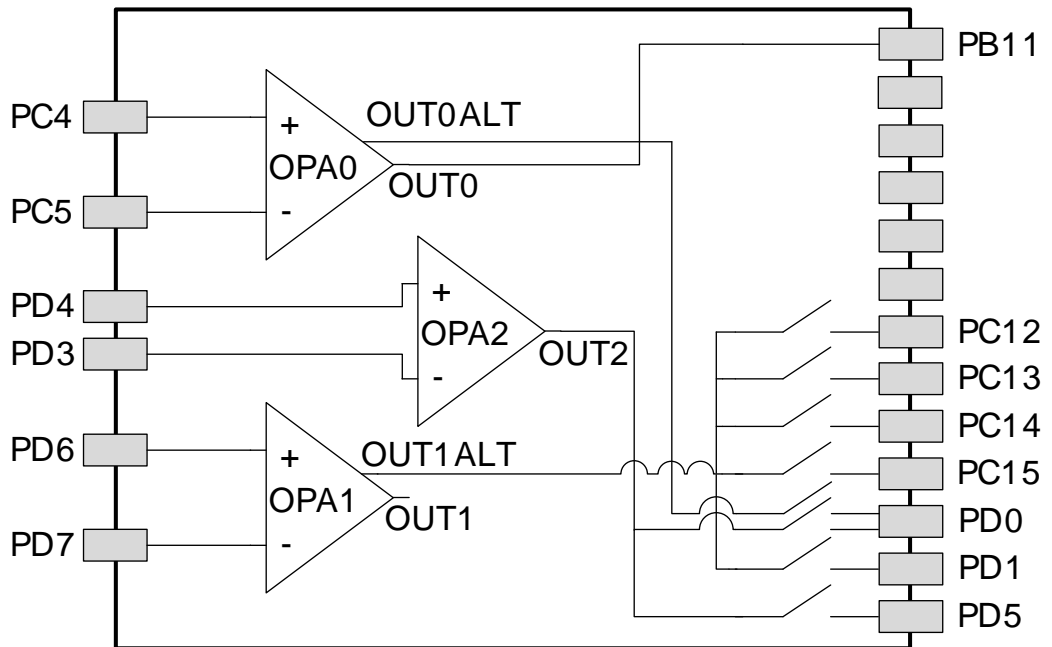 PB11
PC4
+
OUT0ALT
OPA0
OUT0
PC5
-
PD4
+
PC12
OPA2
OUT2
PD3
-
PC13
PC14
PD6
+
OUT1ALT
PC15
OPA1
OUT1
PD0
PD7
-
PD1
PD5